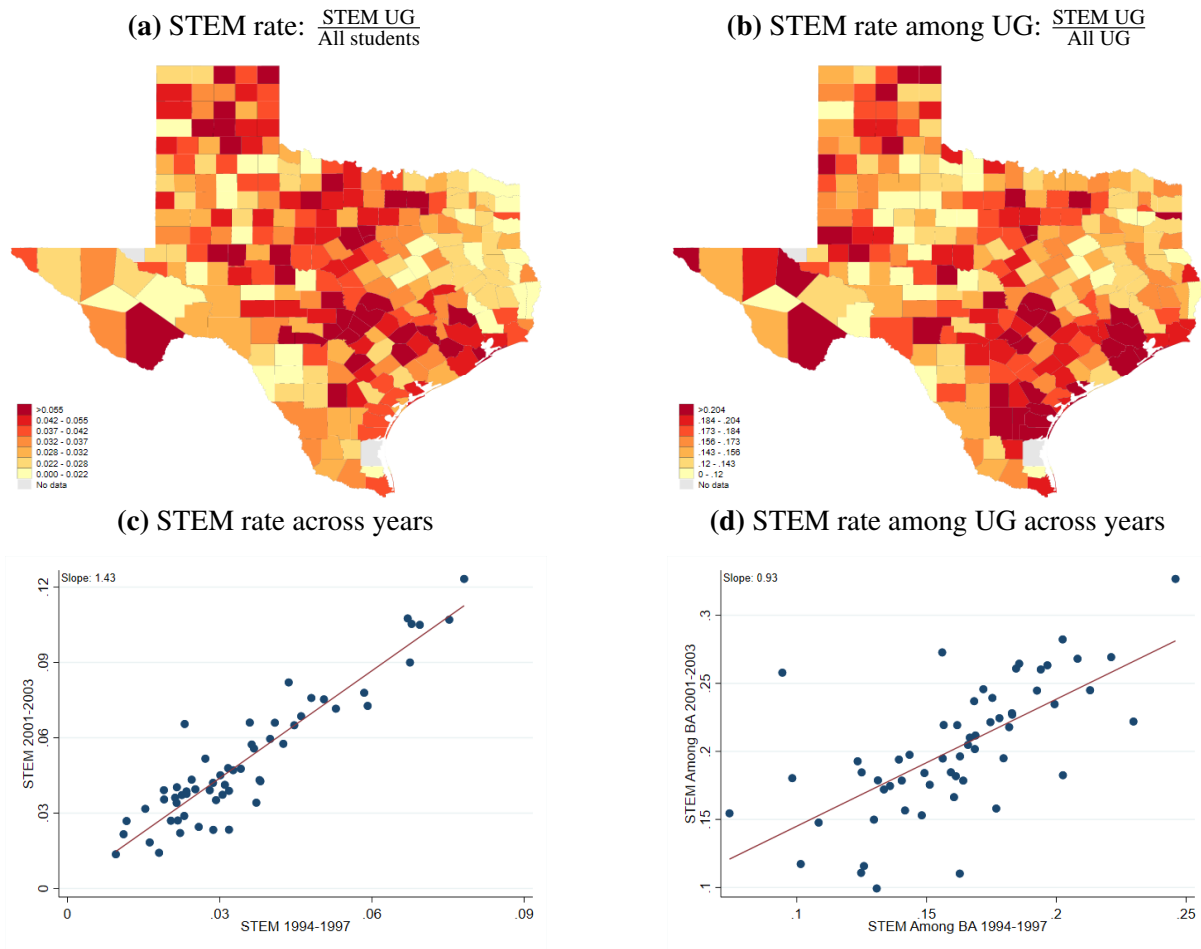 (a) STEM rate: STEM UG / All students
(b) STEM rate among UG: STEM UG / All UG
>0.055
0.042 - 0.055
0.037 - 0.042
0.032 - 0.037
0.028 - 0.032
0.022 - 0.028
0.000 - 0.022
No data
>0.204
.184 - .204
.173 - .184
.156 - .173
.143 - .156
.12 - .143
0 - .12
No data
(c) STEM rate across years
(d) STEM rate among UG across years
Slope: 1.43
STEM 2001-2003
.12
.09
.06
.03
0
0
.03
.06
.09
STEM 1994-1997
Slope: 0.93
STEM Among BA 2001-2003
.3
.25
.2
.15
.1
.1
.15
.2
.25
STEM Among BA 1994-1997